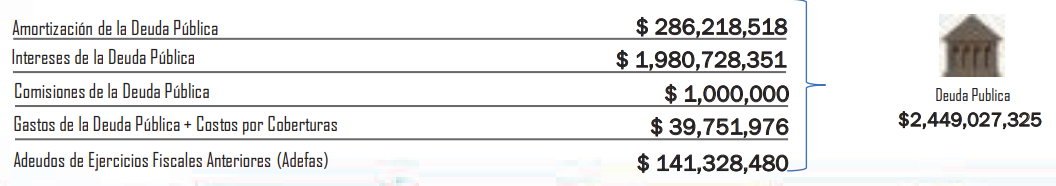 Amortización de la Deuda Pública $ 286,218,518
Intereses de la Deuda Pública $ 1,980,728,351
Comisiones de la Deuda Pública $ 1,000,000
Gastos de la Deuda Pública + Costos por Coberturas $ 39,751,976
Adeudos de Ejercicios Fiscales Anteriores (Adefas) $ 141,328,480
Deuda Publica
$2,449,027,325